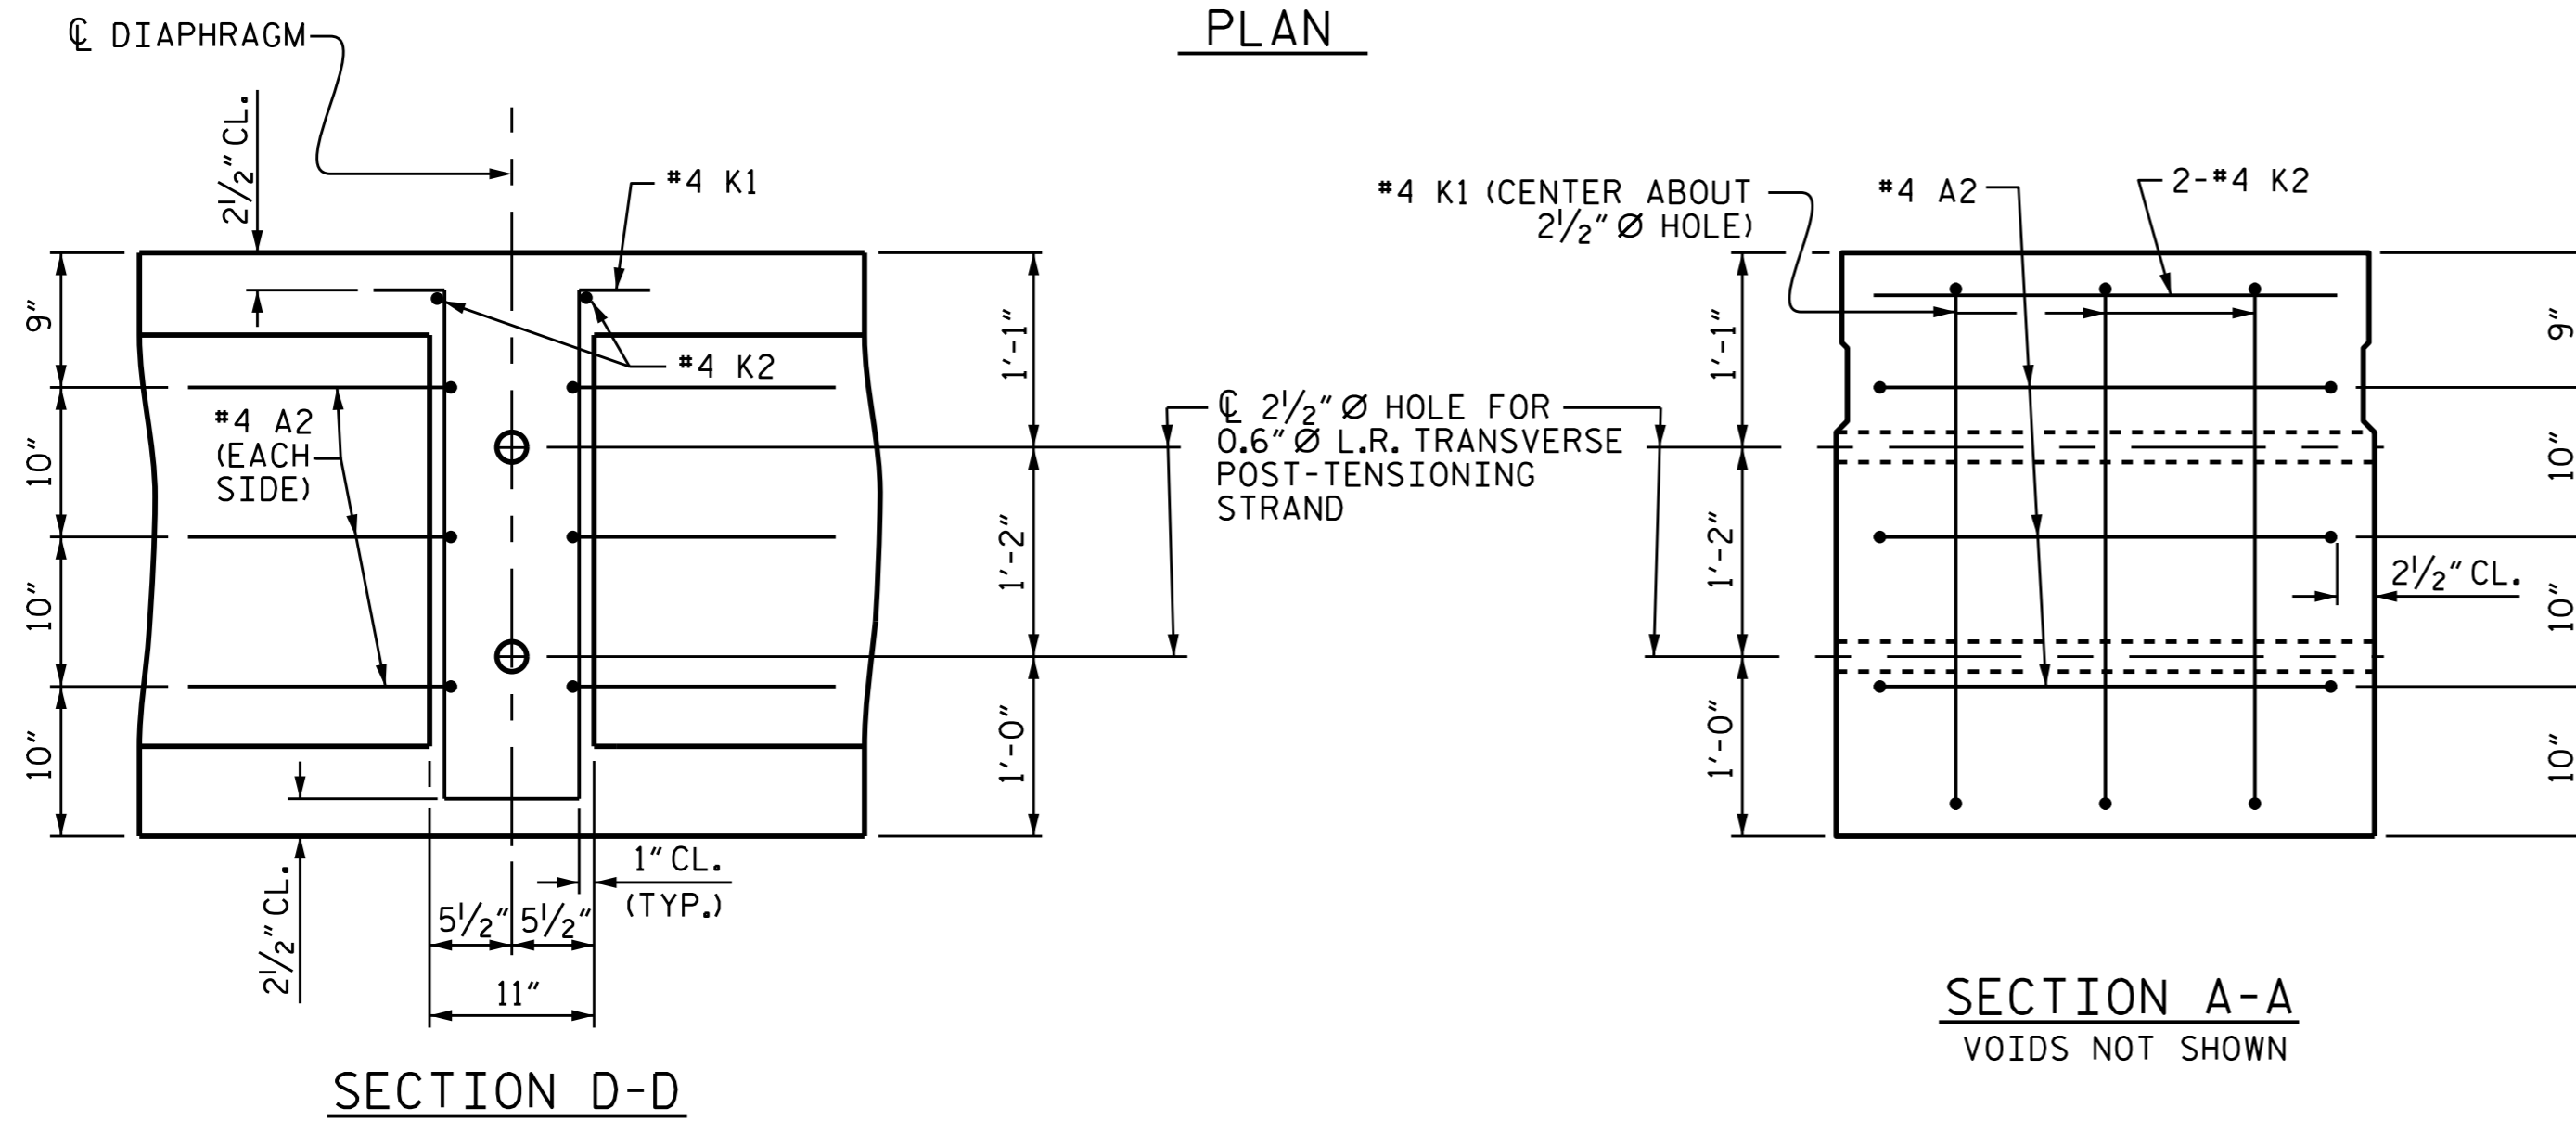 PLAN
℄ DIAPHRAGM
2½" CL.
#4 K1
#4 K2
#4 A2
(EACH
SIDE)
9"
10"
10"
10"
1'-1"
1'-2"
1'-0"
2½" CL.
1" CL.
(TYP.)
5½"
5½"
11"
SECTION D-D
℄ 2½" Ø HOLE FOR
0.6" Ø L.R. TRANSVERSE
POST-TENSIONING
STRAND
#4 K1 (CENTER ABOUT
2½" Ø HOLE)
#4 A2
2-#4 K2
1'-1"
1'-2"
1'-0"
9"
10"
10"
10"
2½" CL.
SECTION A-A
VOIDS NOT SHOWN